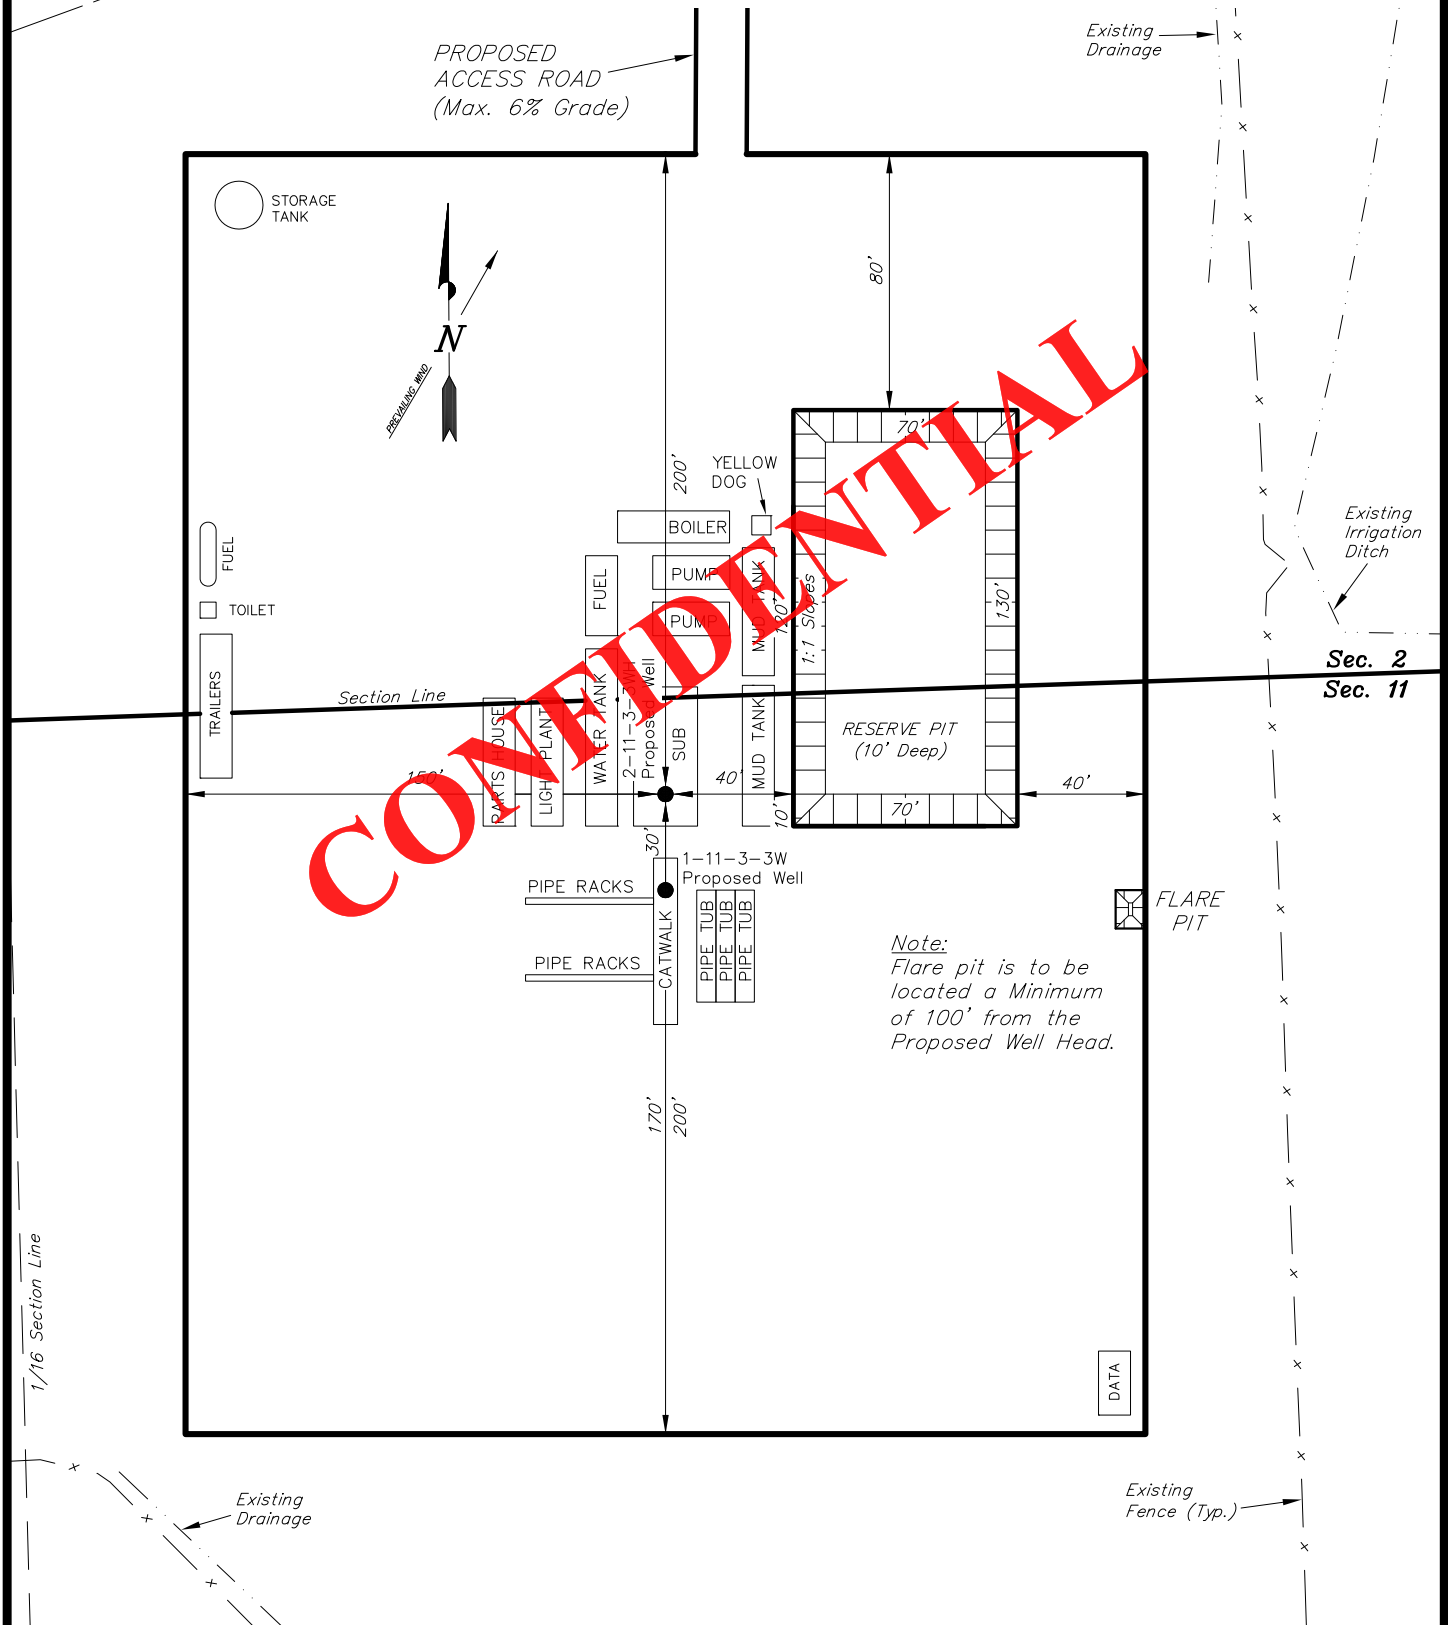 PROPOSED
ACCESS ROAD
(Max. 6% Grade)
Existing
Drainage
STORAGE
TANK
80'
N
PREVAILING WIND
CONFIDENTIAL
200'
YELLOW
DOG
70'
BOILER
FUEL
PUMP
FUEL
MUD TANK
120'
1:1 Slopes
130'
TOILET
PUMP
Existing
Irrigation
Ditch
Sec. 2
Sec. 11
Section Line
TRAILERS
PARTS HOUSE
LIGHT PLANT
WATER TANK
2-11-3-3WH
Proposed Well
SUB
MUD TANK
RESERVE PIT
(10' Deep)
150'
40'
40'
10'
70'
30'
1-11-3-3W
Proposed Well
PIPE RACKS
CATWALK
PIPE TUB
PIPE TUB
PIPE TUB
FLARE
PIT
PIPE RACKS
Note:
Flare pit is to be
located a Minimum
of 100' from the
Proposed Well Head.
170'
200'
1/16 Section Line
DATA
Existing
Drainage
Existing
Fence (Typ.)